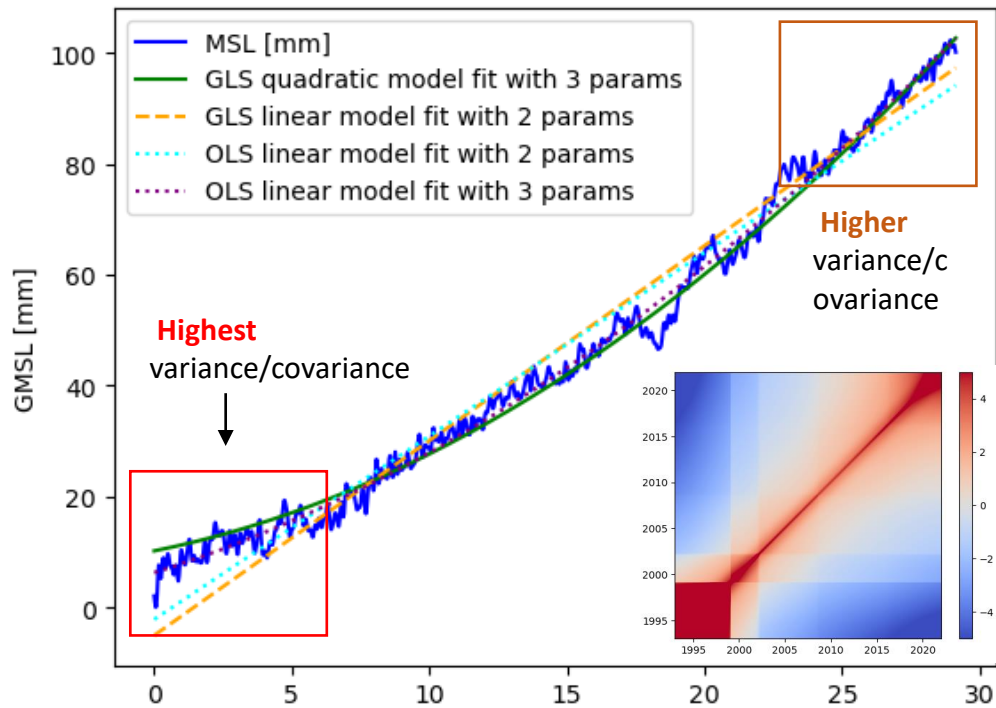 MSL [mm]
GLS quadratic model fit with 3 params
GLS linear model fit with 2 params
OLS linear model fit with 2 params
OLS linear model fit with 3 params
100
80
60
40
20
0
GMSL [mm]
Highest
variance/covariance
Higher
variance/c
ovariance
2020
2015
2010
2005
2000
1995
1995 2000 2005 2010 2015 2020
4
2
0
−2
−4
0 5 10 15 20 25 30